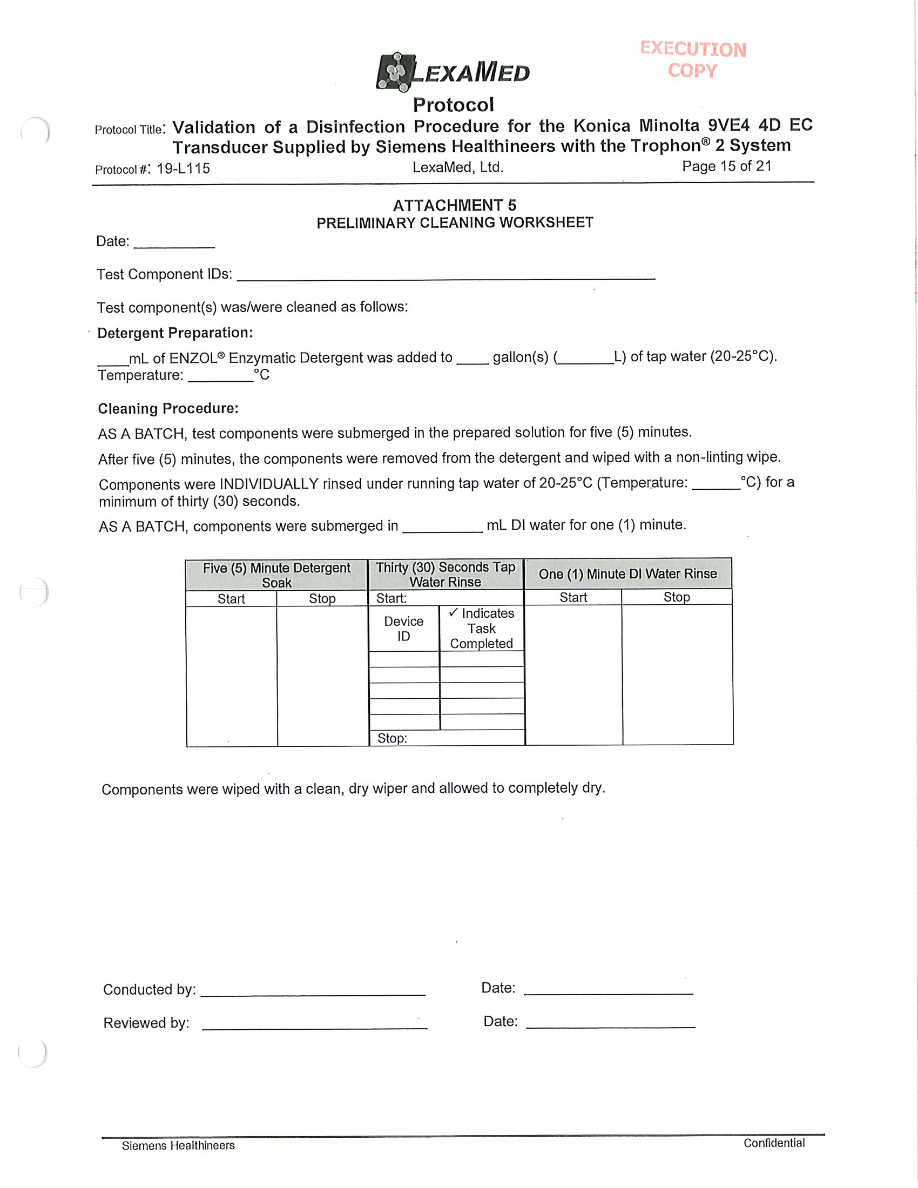 EXECUTION
COPY
LEXAMED
Protocol
Protocol Title: Validation of a Disinfection Procedure for the Konica Minolta 9VE4 4D EC
Transducer Supplied by Siemens Healthineers with the Trophon® 2 System
Protocol #: 19-L115 LexaMed, Ltd. Page 15 of 21
ATTACHMENT 5
PRELIMINARY CLEANING WORKSHEET
Date: __________
Test Component IDs: ____________________
Test component(s) was/were cleaned as follows:
Detergent Preparation:
____mL of ENZOL® Enzymatic Detergent was added to ____ gallon(s) (_______L) of tap water (20-25°C).
Temperature: ________°C
Cleaning Procedure:
AS A BATCH, test components were submerged in the prepared solution for five (5) minutes.
After five (5) minutes, the components were removed from the detergent and wiped with a non-linting wipe.
Components were INDIVIDUALLY rinsed under running tap water of 20-25°C (Temperature: ______°C) for a
minimum of thirty (30) seconds.
AS A BATCH, components were submerged in __________ mL DI water for one (1) minute.
Five (5) Minute Detergent
Soak
Thirty (30) Seconds Tap
Water Rinse
One (1) Minute DI Water Rinse
Start Stop Start: Start Stop
Device
ID
✓ Indicates
Task
Completed
Stop:
Components were wiped with a clean, dry wiper and allowed to completely dry.
Conducted by: ____________________ Date: ____________________
Reviewed by: ____________________ Date: ____________________
Siemens Healthineers Confidential